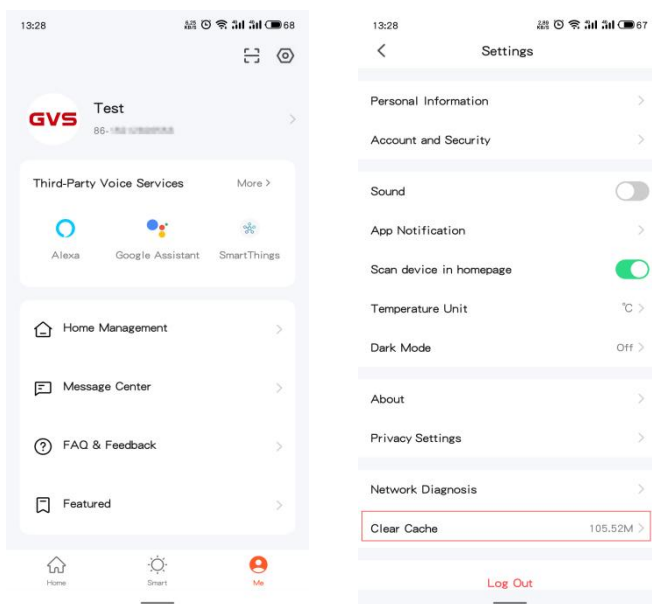 13:28
68
GVS
Test
86-
Third-Party Voice Services More >
Alexa Google Assistant SmartThings
Home Management
Message Center
FAQ & Feedback
Featured
Home Smart Me
13:28
67
Settings
Personal Information
Account and Security
Sound
App Notification
Scan device in homepage
Temperature Unit °C
Dark Mode Off
About
Privacy Settings
Network Diagnosis
Clear Cache 105.52M
Log Out